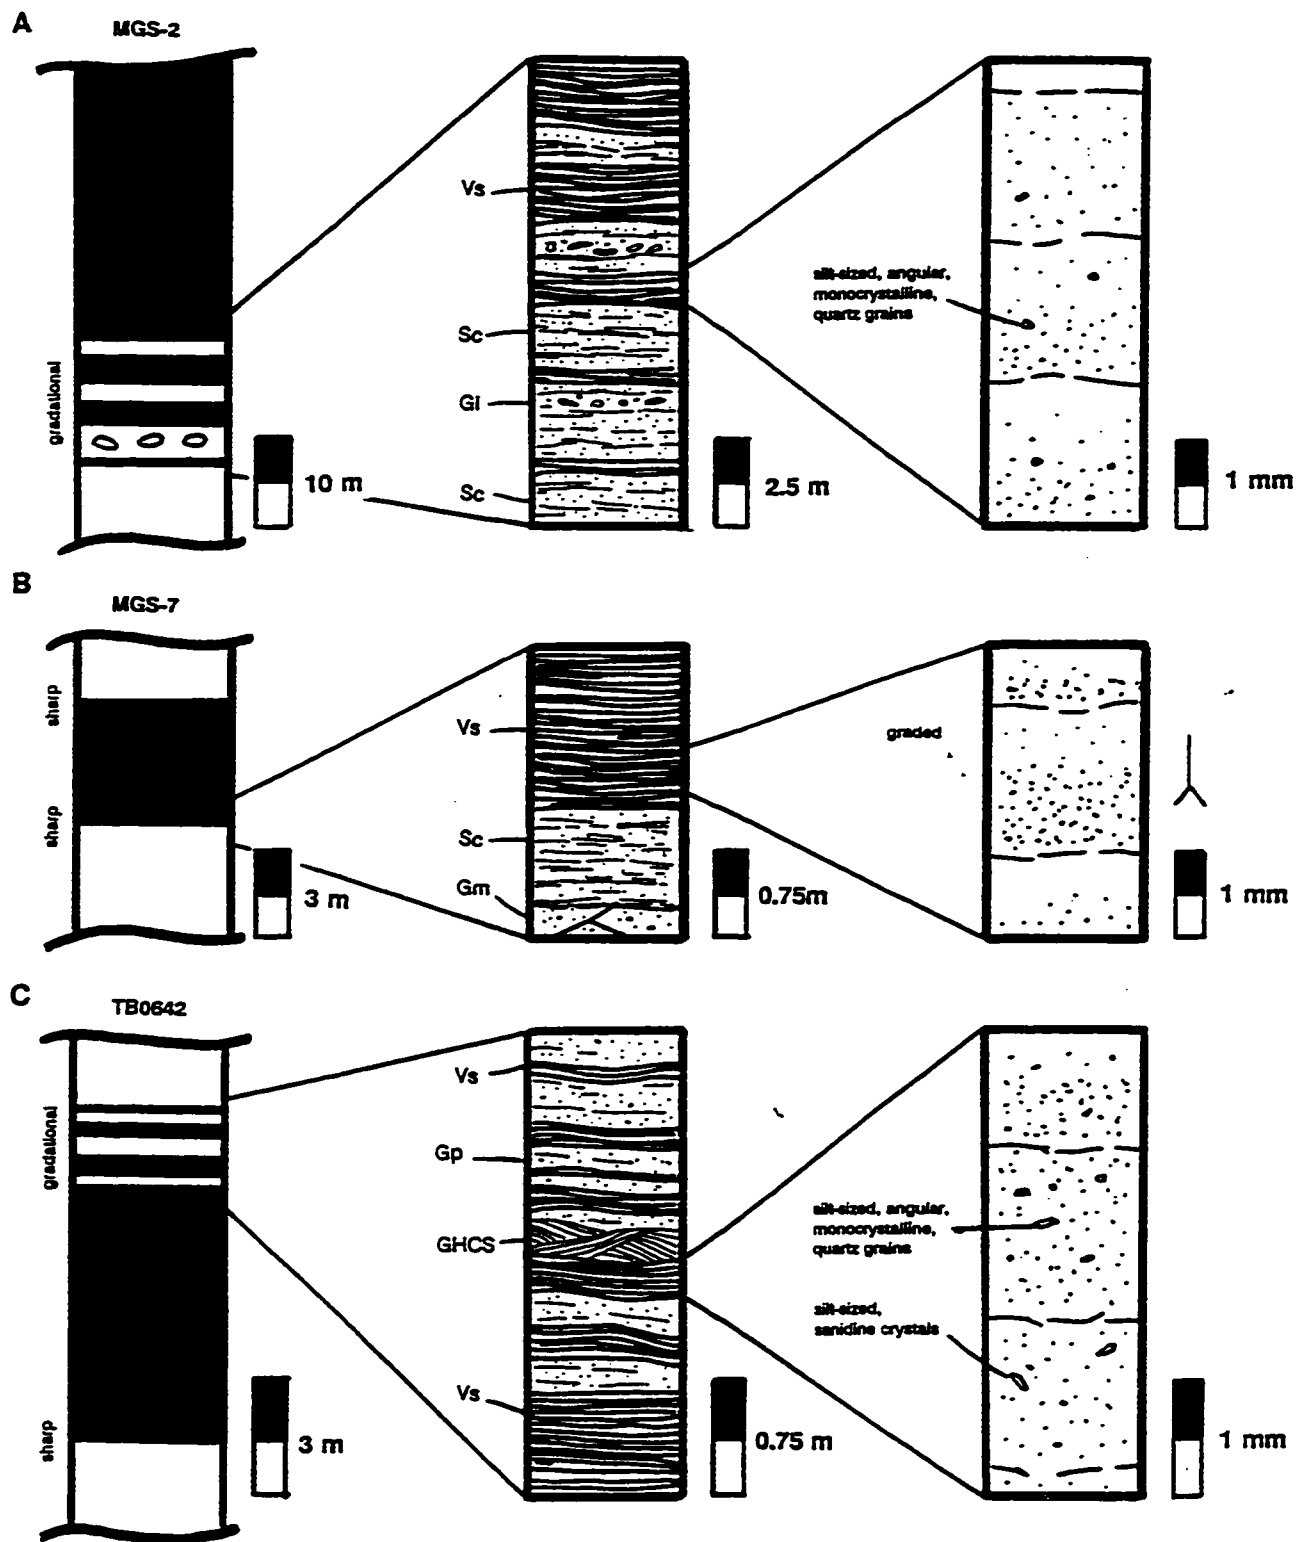 A
MGS-2
gradational
10 m
Vs
Sc
Gi
Sc
2.5 m
silt-sized, angular,
monocrystalline,
quartz grains
1 mm
B
MGS-7
sharp
sharp
3 m
Vs
Sc
Gm
0.75m
graded
1 mm
C
TB0642
gradational
sharp
3 m
Vs
Gp
GHCS
Vs
0.75 m
silt-sized, angular,
monocrystalline,
quartz grains
silt-sized,
sanidine crystals
1 mm